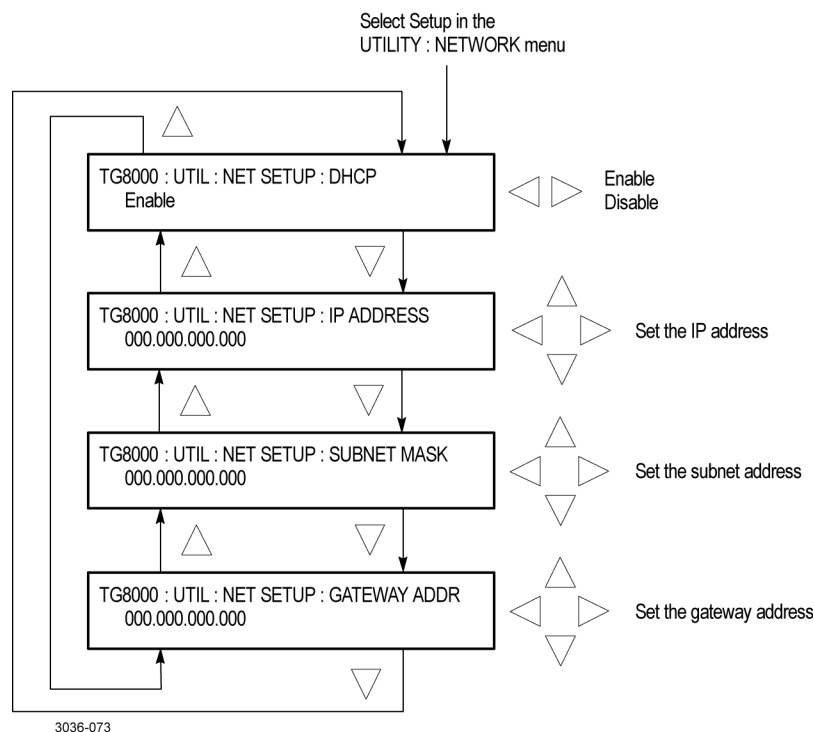 Select Setup in the
UTILITY : NETWORK menu
TG8000 : UTIL : NET SETUP : DHCP
Enable
Enable
Disable
TG8000 : UTIL : NET SETUP : IP ADDRESS
000.000.000.000
Set the IP address
TG8000 : UTIL : NET SETUP : SUBNET MASK
000.000.000.000
Set the subnet address
TG8000 : UTIL : NET SETUP : GATEWAY ADDR
000.000.000.000
Set the gateway address
3036-073